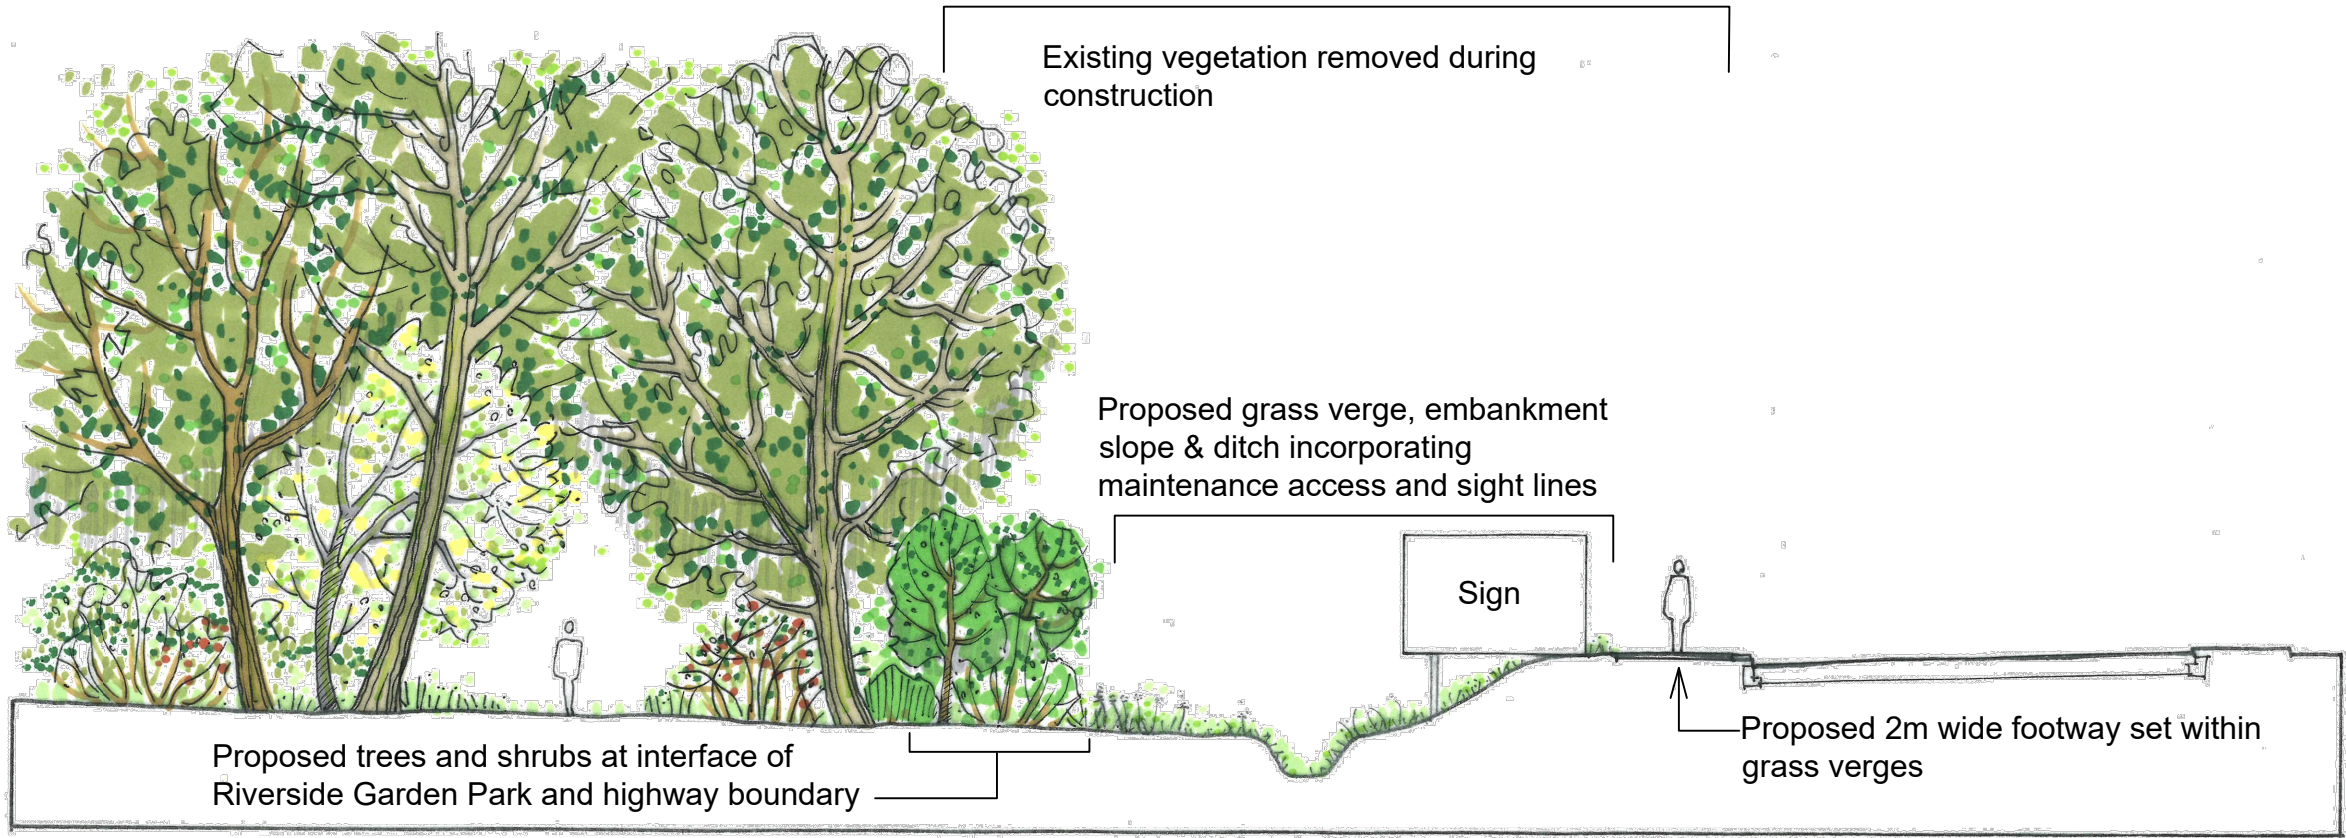 Existing vegetation removed during
construction
Proposed grass verge, embankment
slope & ditch incorporating
maintenance access and sight lines
Sign
Proposed 2m wide footway set within
grass verges
Proposed trees and shrubs at interface of
Riverside Garden Park and highway boundary